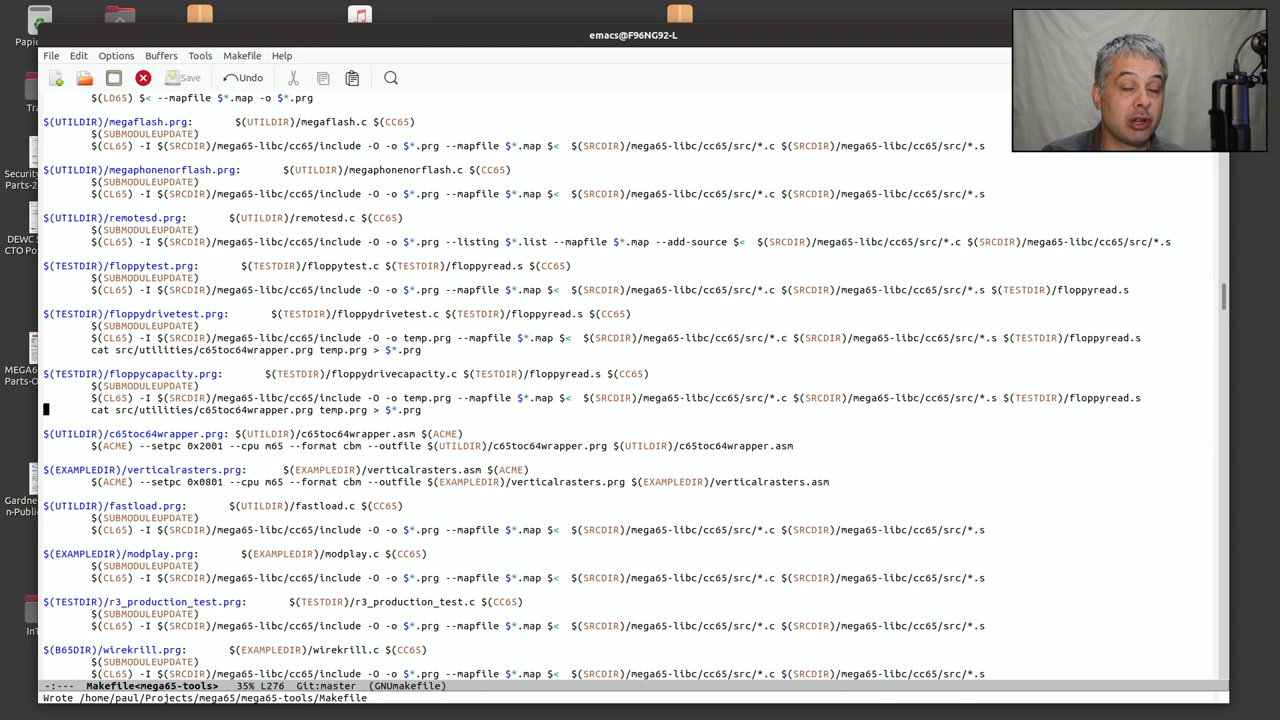 emacs@F96NG92-L
Papie
File Edit Options Buffers Tools Makefile Help
Save Undo
Tra
$(LD65) $< --mapfile $*.map -o $*.prg
$(UTILDIR)/megaflash.prg: $(UTILDIR)/megaflash.c $(CC65)
$(SUBMODULEUPDATE)
$(CL65) -I $(SRCDIR)/mega65-libc/cc65/include -O -o $*.prg --mapfile $*.map $< $(SRCDIR)/mega65-libc/cc65/src/*.c $(SRCDIR)/mega65-libc/cc65/src/*.s
Security
Parts-2
$(UTILDIR)/megaphonenorflash.prg: $(UTILDIR)/megaphonenorflash.c $(CC65)
$(SUBMODULEUPDATE)
$(CL65) -I $(SRCDIR)/mega65-libc/cc65/include -O -o $*.prg --mapfile $*.map $< $(SRCDIR)/mega65-libc/cc65/src/*.c $(SRCDIR)/mega65-libc/cc65/src/*.s
$(UTILDIR)/remotesd.prg: $(UTILDIR)/remotesd.c $(CC65)
$(SUBMODULEUPDATE)
$(CL65) -I $(SRCDIR)/mega65-libc/cc65/include -O -o $*.prg --listing $*.list --mapfile $*.map --add-source $< $(SRCDIR)/mega65-libc/cc65/src/*.c $(SRCDIR)/mega65-libc/cc65/src/*.s
DEWC S
CTO PO
$(TESTDIR)/floppytest.prg: $(TESTDIR)/floppytest.c $(TESTDIR)/floppyread.s $(CC65)
$(SUBMODULEUPDATE)
$(CL65) -I $(SRCDIR)/mega65-libc/cc65/include -O -o $*.prg --mapfile $*.map $< $(SRCDIR)/mega65-libc/cc65/src/*.c $(SRCDIR)/mega65-libc/cc65/src/*.s $(TESTDIR)/floppyread.s
$(TESTDIR)/floppydrivetest.prg: $(TESTDIR)/floppydrivetest.c $(TESTDIR)/floppyread.s $(CC65)
$(SUBMODULEUPDATE)
$(CL65) -I $(SRCDIR)/mega65-libc/cc65/include -O -o temp.prg --mapfile $*.map $< $(SRCDIR)/mega65-libc/cc65/src/*.c $(SRCDIR)/mega65-libc/cc65/src/*.s $(TESTDIR)/floppyread.s
cat src/utilities/c65toc64wrapper.prg temp.prg > $*.prg
MEGA6
Parts-O
$(TESTDIR)/floppycapacity.prg: $(TESTDIR)/floppydrivecapacity.c $(TESTDIR)/floppyread.s $(CC65)
$(SUBMODULEUPDATE)
$(CL65) -I $(SRCDIR)/mega65-libc/cc65/include -O -o temp.prg --mapfile $*.map $< $(SRCDIR)/mega65-libc/cc65/src/*.c $(SRCDIR)/mega65-libc/cc65/src/*.s $(TESTDIR)/floppyread.s
cat src/utilities/c65toc64wrapper.prg temp.prg > $*.prg
$(UTILDIR)/c65toc64wrapper.prg: $(UTILDIR)/c65toc64wrapper.asm $(ACME)
$(ACME) --setpc 0x2001 --cpu m65 --format cbm --outfile $(UTILDIR)/c65toc64wrapper.prg $(UTILDIR)/c65toc64wrapper.asm
$(EXAMPLEDIR)/verticalrasters.prg: $(EXAMPLEDIR)/verticalrasters.asm $(ACME)
$(ACME) --setpc 0x0801 --cpu m65 --format cbm --outfile $(EXAMPLEDIR)/verticalrasters.prg $(EXAMPLEDIR)/verticalrasters.asm
Gardne
n-Public
$(UTILDIR)/fastload.prg: $(UTILDIR)/fastload.c $(CC65)
$(SUBMODULEUPDATE)
$(CL65) -I $(SRCDIR)/mega65-libc/cc65/include -O -o $*.prg --mapfile $*.map $< $(SRCDIR)/mega65-libc/cc65/src/*.c $(SRCDIR)/mega65-libc/cc65/src/*.s
$(EXAMPLEDIR)/modplay.prg: $(EXAMPLEDIR)/modplay.c $(CC65)
$(SUBMODULEUPDATE)
$(CL65) -I $(SRCDIR)/mega65-libc/cc65/include -O -o $*.prg --mapfile $*.map $< $(SRCDIR)/mega65-libc/cc65/src/*.c $(SRCDIR)/mega65-libc/cc65/src/*.s
$(TESTDIR)/r3_production_test.prg: $(TESTDIR)/r3_production_test.c $(CC65)
$(SUBMODULEUPDATE)
$(CL65) -I $(SRCDIR)/mega65-libc/cc65/include -O -o $*.prg --mapfile $*.map $< $(SRCDIR)/mega65-libc/cc65/src/*.c $(SRCDIR)/mega65-libc/cc65/src/*.s
InT
$(B65DIR)/wirekrill.prg: $(EXAMPLEDIR)/wirekrill.c $(CC65)
$(SUBMODULEUPDATE)
$(CL65) -I $(SRCDIR)/mega65-libc/cc65/include -O -o $*.prg --mapfile $*.map $< $(SRCDIR)/mega65-libc/cc65/src/*.c $(SRCDIR)/mega65-libc/cc65/src/*.s
-:--- Makefile<mega65-tools> 35% L276 Git:master (GNUmakefile)
Wrote /home/paul/Projects/mega65/mega65-tools/Makefile